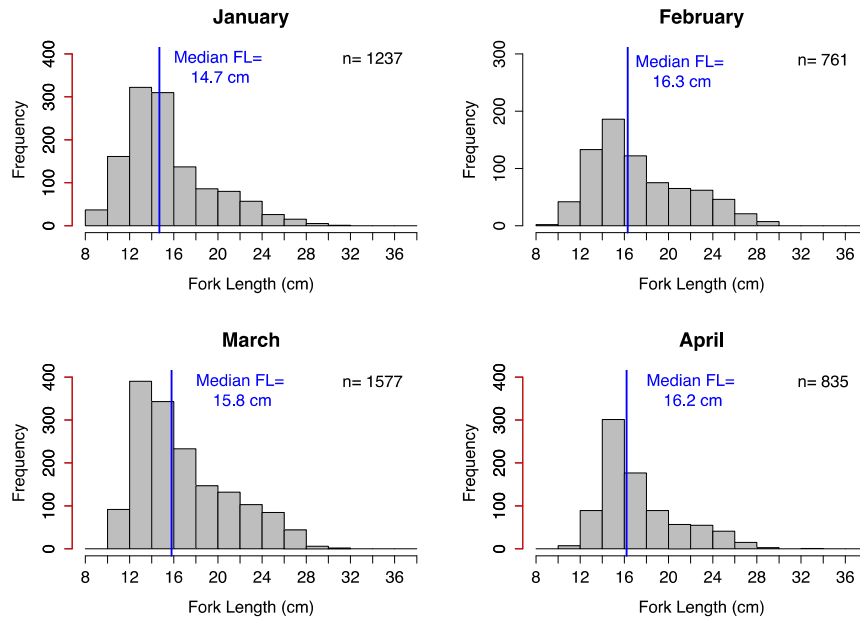 January
Median FL=
14.7 cm
n= 1237
Frequency
0 100 200 300 400
8 12 16 20 24 28 32 36
Fork Length (cm)
February
Median FL=
16.3 cm
n= 761
Frequency
0 100 200 300
8 12 16 20 24 28 32 36
Fork Length (cm)
March
Median FL=
15.8 cm
n= 1577
Frequency
0 100 200 300 400
8 12 16 20 24 28 32 36
Fork Length (cm)
April
Median FL=
16.2 cm
n= 835
Frequency
0 100 200 300 400
8 12 16 20 24 28 32 36
Fork Length (cm)